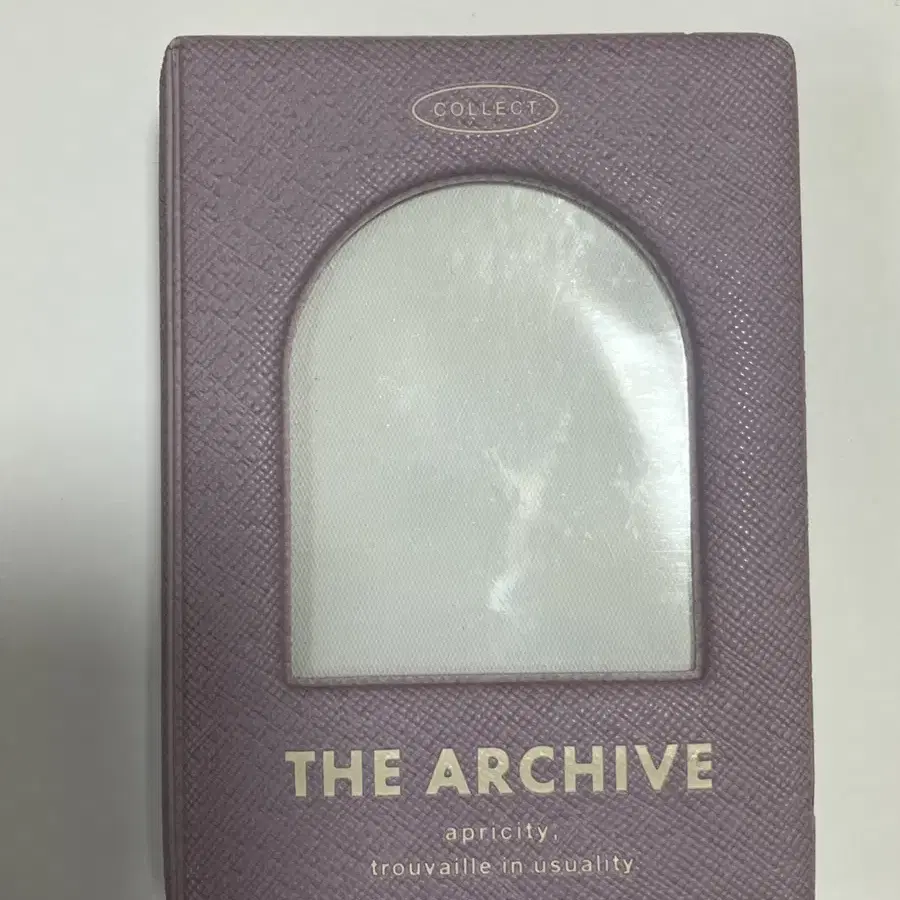 COLLECT
THE ARCHIVE
apricity,
trouvaille in usuality